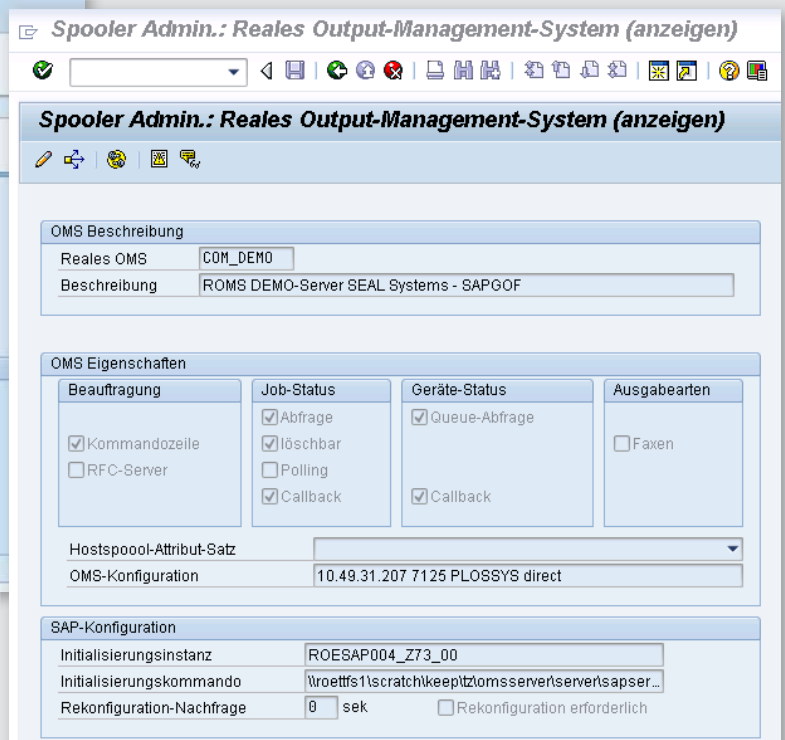 Spooler Admin.: Reales Output-Management-System (anzeigen)
Spooler Admin.: Reales Output-Management-System (anzeigen)
OMS Beschreibung
Reales OMS COM_DEMO
Beschreibung ROMS DEMO-Server SEAL Systems - SAPGOF
OMS Eigenschaften
Beauftragung Job-Status Geräte-Status Ausgabearten
Abfrage Queue-Abfrage
Kommandozeile löschbar Faxen
RFC-Server Polling
Callback Callback
Hostspoool-Attribut-Satz
OMS-Konfiguration 10.49.31.207 7125 PLOSSYS direct
SAP-Konfiguration
Initialisierungsinstanz ROESAP004_Z73_00
Initialisierungskommando \\roettfs1\scratch\keep\tz\omsserver\server\sapser...
Rekonfiguration-Nachfrage 0 sek Rekonfiguration erforderlich